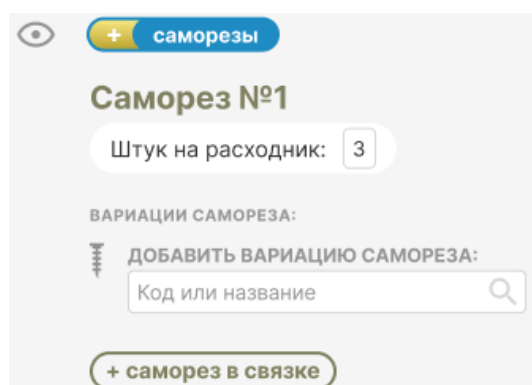 + саморезы
Саморез №1
Штук на расходник: 3
ВАРИАЦИИ САМОРЕЗА:
ДОБАВИТЬ ВАРИАЦИЮ САМОРЕЗА:
Код или название
+ саморез в связке